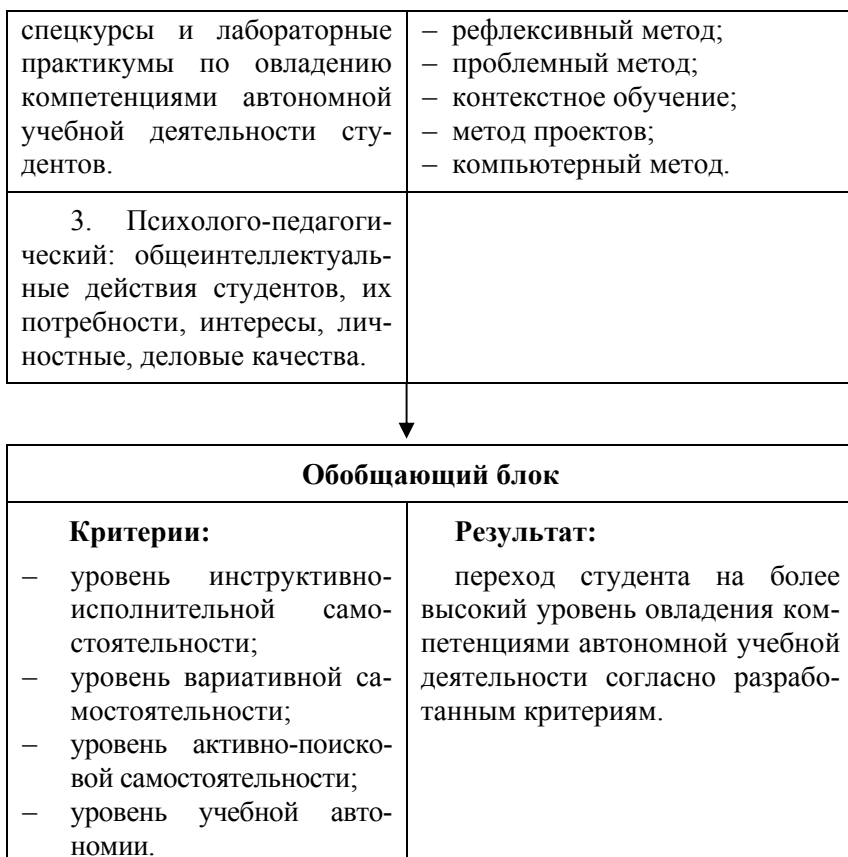 спецкурсы и лабораторные
практикумы по овладению
компетенциями автономной
учебной деятельности сту-
дентов.
– рефлексивный метод;
– проблемный метод;
– контекстное обучение;
– метод проектов;
– компьютерный метод.
3. Психолого-педагоги-
ческий: общеинтеллектуаль-
ные действия студентов, их
потребности, интересы, лич-
ностные, деловые качества.
Обобщающий блок
Критерии:
– уровень инструктивно-
исполнительной само-
стоятельности;
– уровень вариативной са-
мостоятельности;
– уровень активно-поиско-
вой самостоятельности;
– уровень учебной авто-
номии.
Результат:
переход студента на более
высокий уровень овладения ком-
петенциями автономной учебной
деятельности согласно разрабо-
танным критериям.